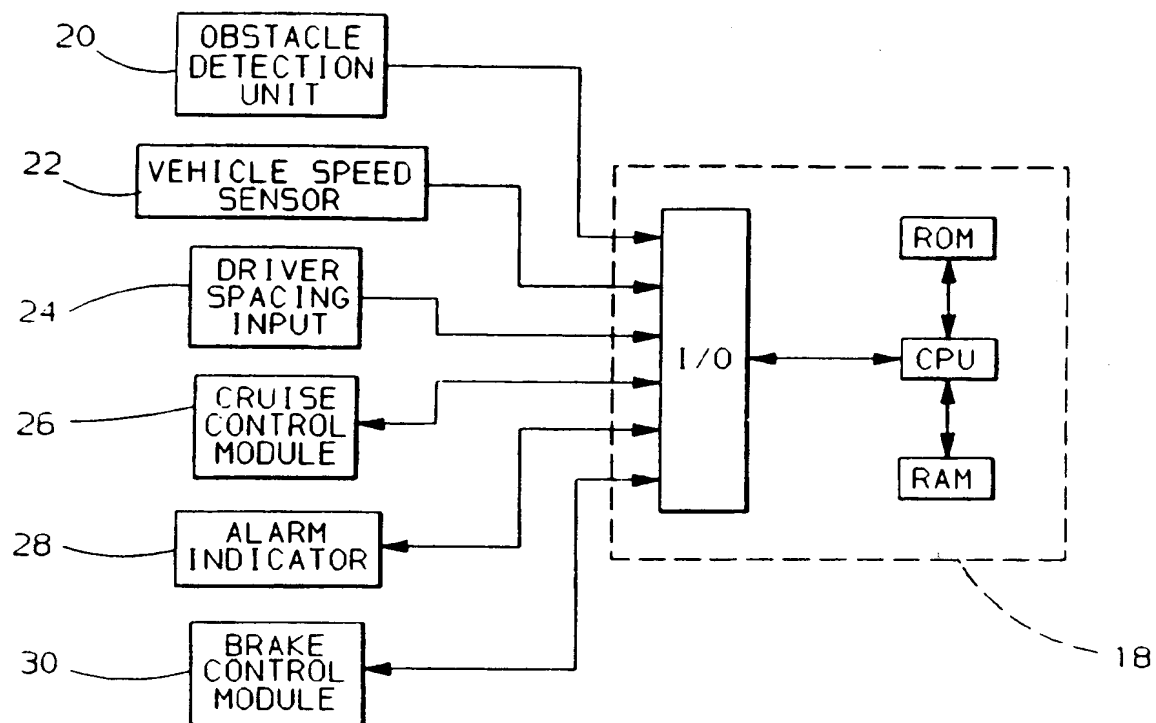 20
OBSTACLE
DETECTION
UNIT
22
VEHICLE SPEED
SENSOR
24
DRIVER
SPACING
INPUT
26
CRUISE
CONTROL
MODULE
28
ALARM
INDICATOR
30
BRAKE
CONTROL
MODULE
I/O
ROM
CPU
RAM
18